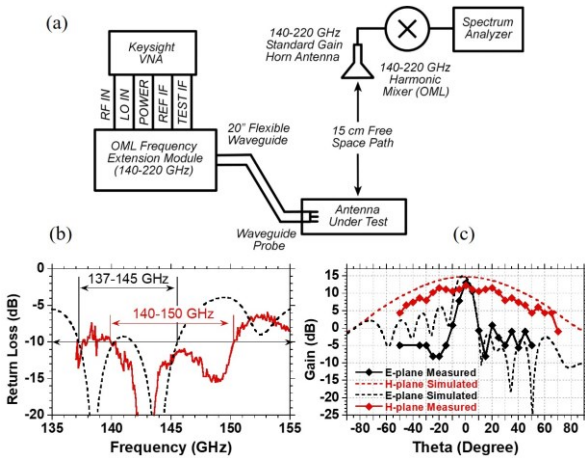 (a)
Keysight
VNA
RF IN
LO IN
POWER
REF IF
TEST IF
OML Frequency
Extension Module
(140-220 GHz)
20" Flexible
Waveguide
Waveguide
Probe
140-220 GHz
Standard Gain
Horn Antenna
140-220 GHz
Harmonic
Mixer (OML)
Spectrum
Analyzer
15 cm Free
Space Path
Antenna
Under Test
(b)
Return Loss (dB)
0
-5
-10
-15
-20
137-145 GHz
140-150 GHz
135
140
145
150
155
Frequency (GHz)
(c)
Gain (dB)
15
10
5
0
-5
-10
-15
-20
-25
E-plane Measured
H-plane Simulated
E-plane Simulated
H-plane Measured
-80 -60 -40 -20 0 20 40 60 80
Theta (Degree)